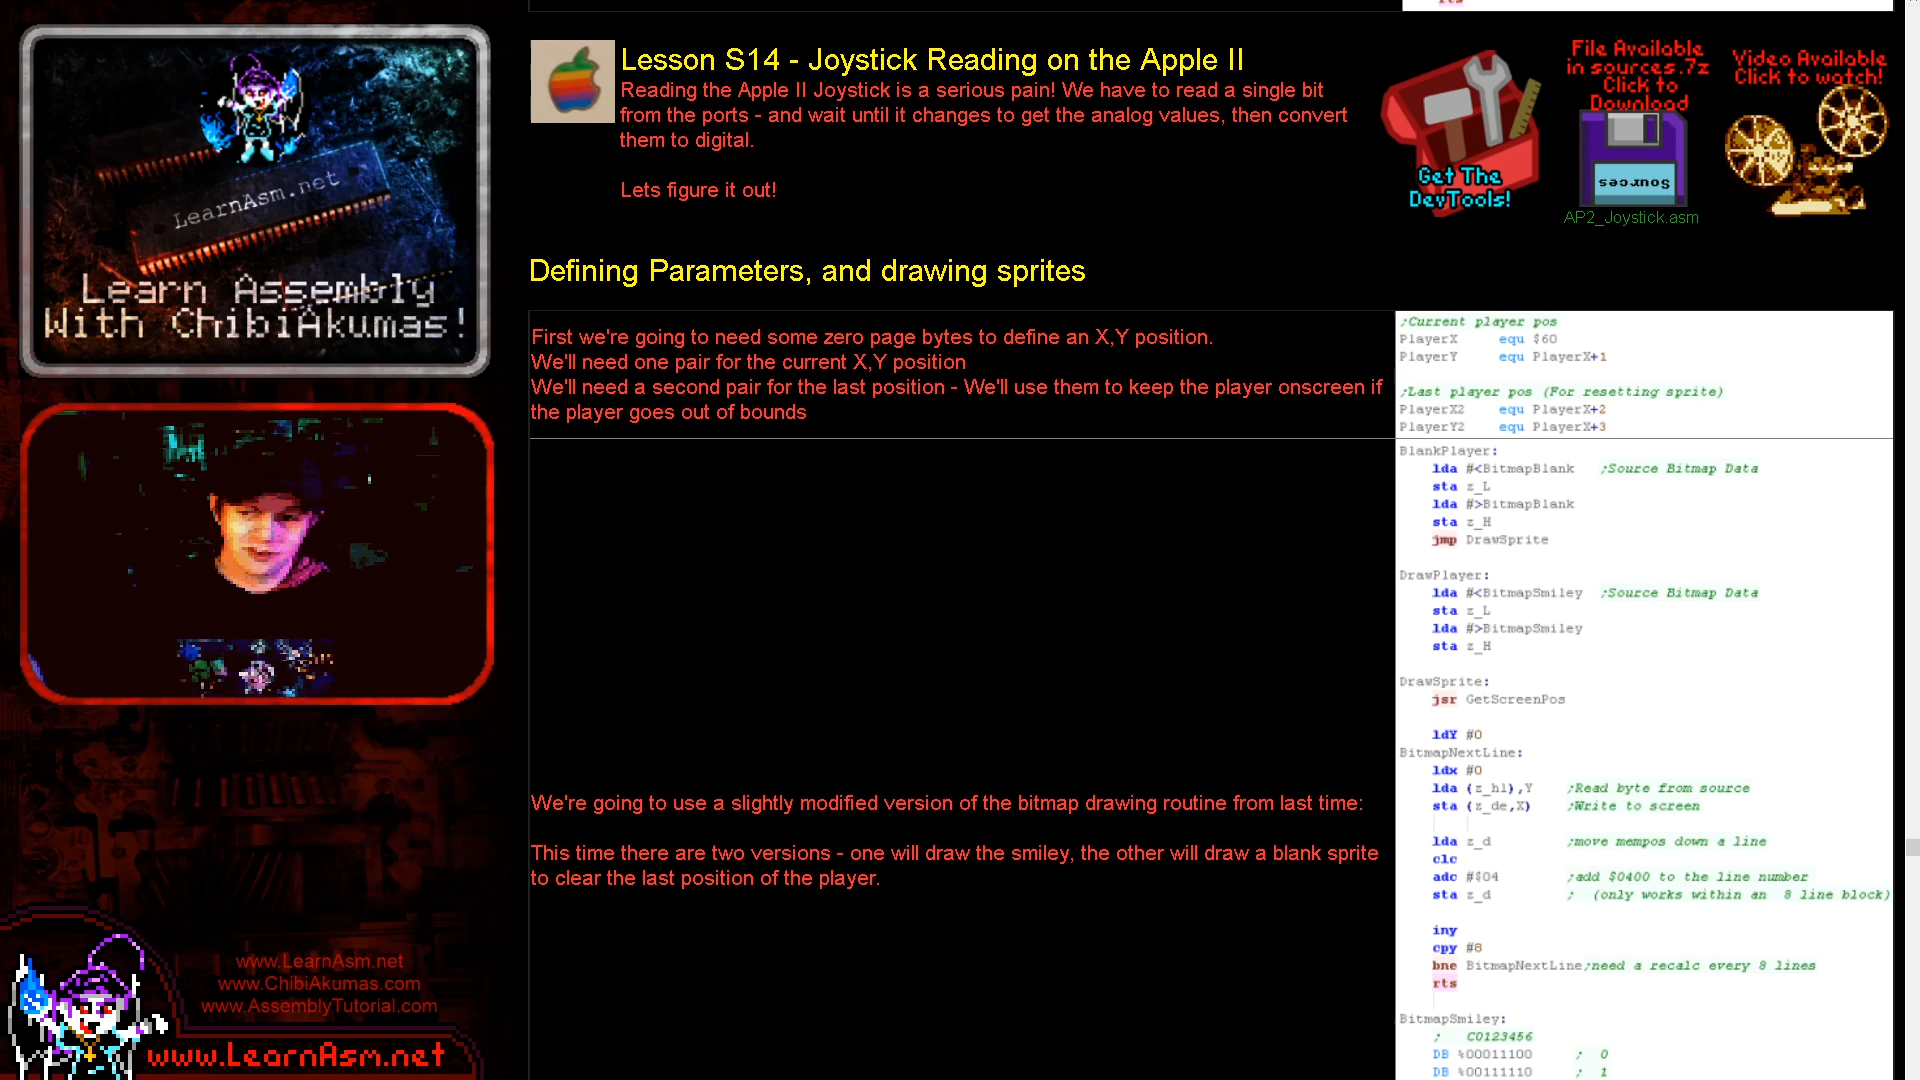 rts
Lesson S14 - Joystick Reading on the Apple II
Reading the Apple II Joystick is a serious pain! We have to read a single bit
from the ports - and wait until it changes to get the analog values, then convert
them to digital.
Lets figure it out!
Get The
DevTools!
File Available
in sources.7z
Click to
Download
Sources
AP2_Joystick.asm
Video Available
Click to watch!
LearnAsm.net
Learn Assembly
With ChibiAkumas!
Defining Parameters, and drawing sprites
First we're going to need some zero page bytes to define an X,Y position.
We'll need one pair for the current X,Y position
We'll need a second pair for the last position - We'll use them to keep the player onscreen if
the player goes out of bounds
;Current player pos
PlayerX equ $60
PlayerY equ PlayerX+1
;Last player pos (For resetting sprite)
PlayerX2 equ PlayerX+2
PlayerY2 equ PlayerX+3
We're going to use a slightly modified version of the bitmap drawing routine from last time:
This time there are two versions - one will draw the smiley, the other will draw a blank sprite
to clear the last position of the player.
BlankPlayer:
lda #<BitmapBlank ;Source Bitmap Data
sta z_L
lda #>BitmapBlank
sta z_H
jmp DrawSprite
DrawPlayer:
lda #<BitmapSmiley ;Source Bitmap Data
sta z_L
lda #>BitmapSmiley
sta z_H
DrawSprite:
jsr GetScreenPos
ldY #0
BitmapNextLine:
ldx #0
lda (z_hl),Y ;Read byte from source
sta (z_de,X) ;Write to screen
lda z_d ;move mempos down a line
clc
adc #$04 ;add $0400 to the line number
sta z_d ; (only works within an 8 line block)
iny
cpy #8
bne BitmapNextLine;need a recalc every 8 lines
rts
BitmapSmiley:
; C0123456
DB %00011100 ; 0
DB %00111110 ; 1
www.LearnAsm.net
www.ChibiAkumas.com
www.AssemblyTutorial.com
www.LearnAsm.net